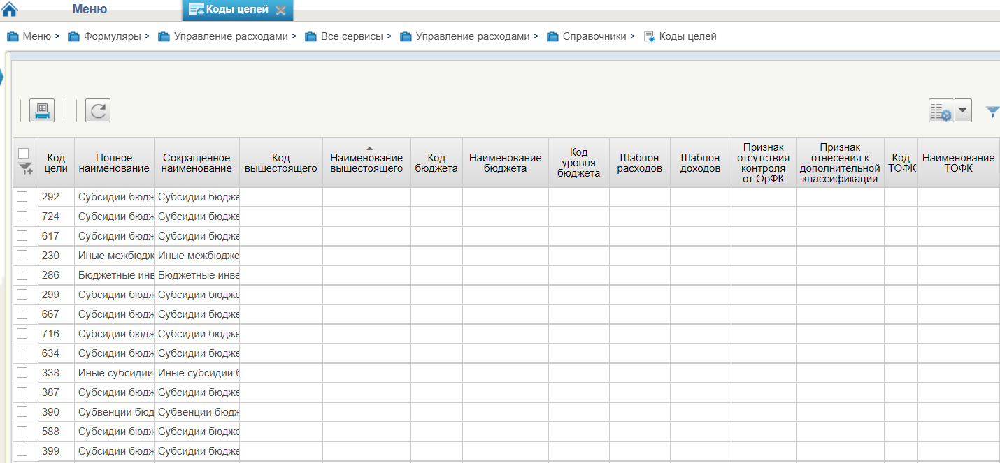 Меню Коды целей
Меню > Формуляры > Управление расходами > Все сервисы > Управление расходами > Справочники > Коды целей
Код цели
Полное наименование
Сокращенное наименование
Код вышестоящего
Наименование вышестоящего
Код бюджета
Наименование бюджета
Код уровня бюджета
Шаблон расходов
Шаблон доходов
Признак отсутствия контроля от ОрФК
Признак отнесения к дополнительной классификации
Код ТОФК
Наименование ТОФК
292 Субсидии бюдж Субсидии бюдже
724 Субсидии бюдж Субсидии бюдже
617 Субсидии бюдж Субсидии бюдже
230 Иные межбюдж Иные межбюдже
286 Бюджетные инв Бюджетные инве
299 Субсидии бюдж Субсидии бюдже
667 Субсидии бюдж Субсидии бюдже
716 Субсидии бюдж Субсидии бюдже
634 Субсидии бюдж Субсидии бюдже
338 Иные субсидии Иные субсидии б
387 Субсидии бюдж Субсидии бюдже
390 Субвенции бюд Субвенции бюдж
588 Субсидии бюдж Субсидии бюдже
399 Субсидии бюдж Субсидии бюдже